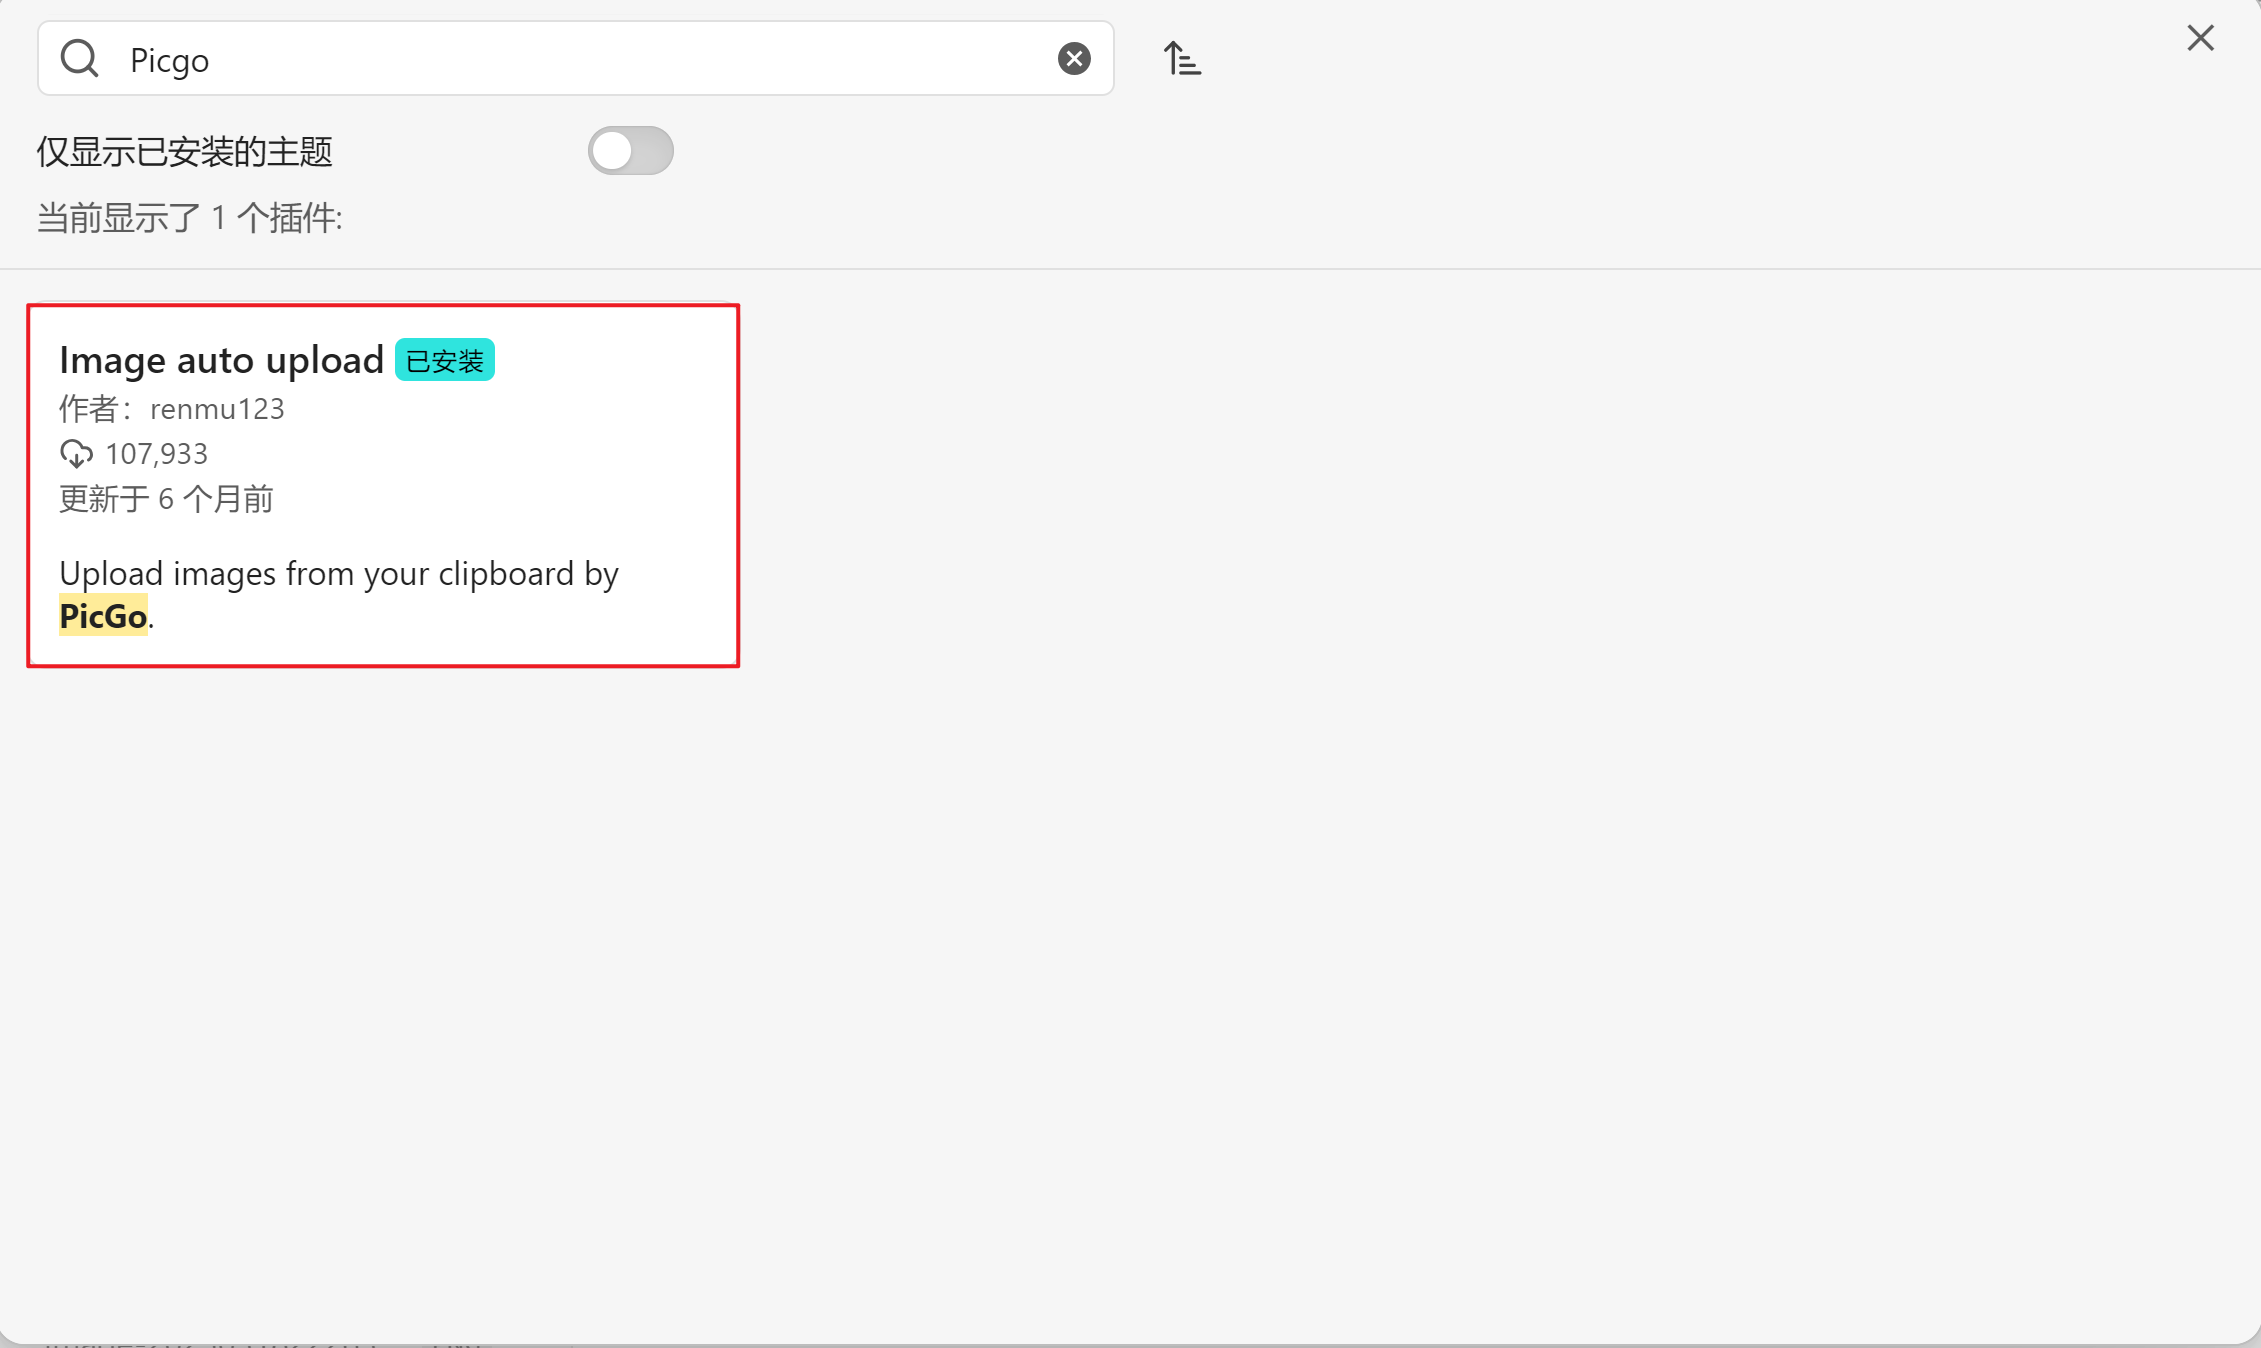 Picgo
仅显示已安装的主题
当前显示了 1 个插件:
Image auto upload 已安装
作者：renmu123
107,933
更新于 6 个月前
Upload images from your clipboard by
PicGo.